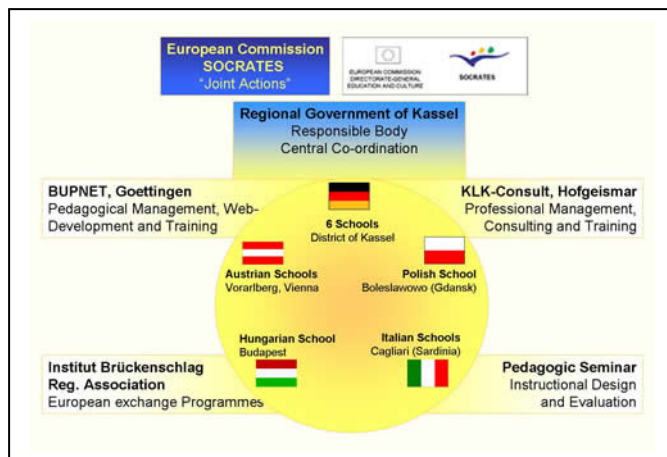 European Commission
SOCRATES
"Joint Actions"
EUROPEAN COMMISSION
DIRECTORATE-GENERAL
EDUCATION AND CULTURE
SOCRATES
Regional Government of Kassel
Responsible Body
Central Co-ordination
BUPNET, Goettingen
Pedagogical Management, Web-
Development and Training
KLK-Consult, Hofgeismar
Professional Management,
Consulting and Training
6 Schools
District of Kassel
Austrian Schools
Vorarlberg, Vienna
Polish School
Boleslawowo (Gdansk)
Hungarian School
Budapest
Italian Schools
Cagliari (Sardinia)
Institut Brückenschlag
Reg. Association
European exchange Programmes
Pedagogic Seminar
Instructional Design
and Evaluation